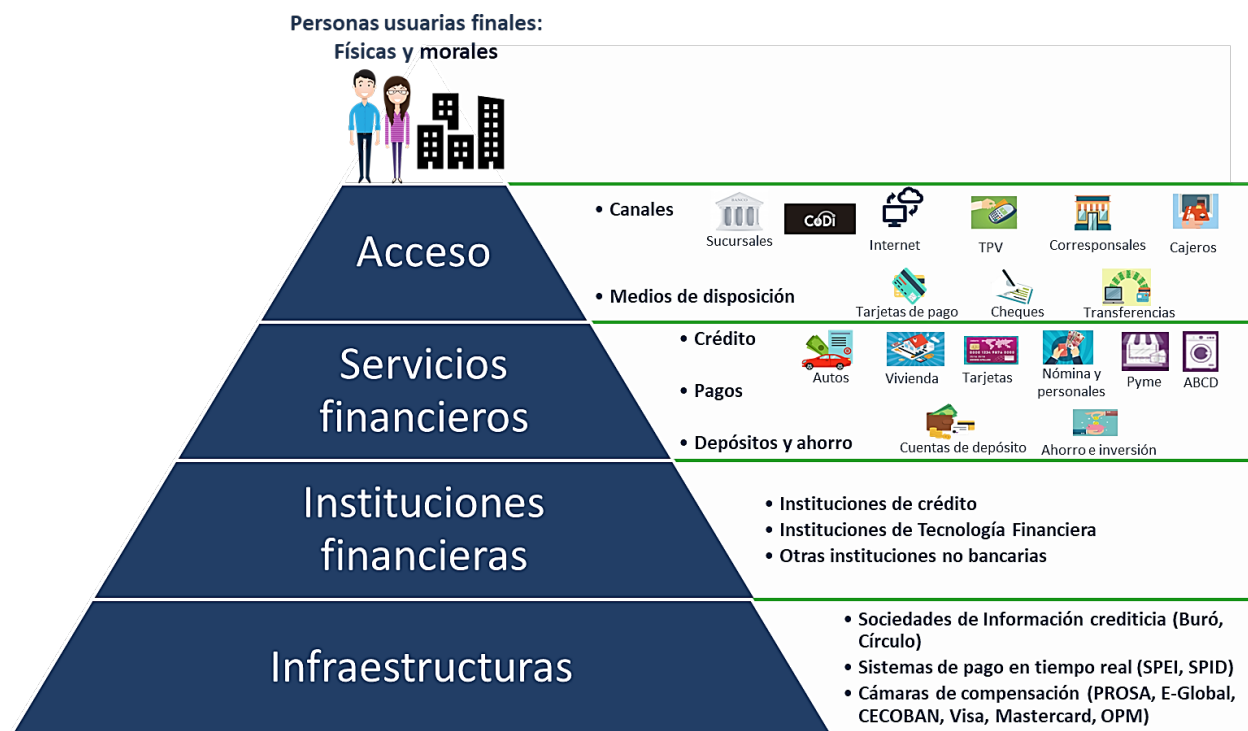 Personas usuarias finales:
Físicas y morales
Acceso
• Canales
BANCO
Sucursales
CoDi
Internet
TPV
Corresponsales
Cajeros
• Medios de disposición
Tarjetas de pago
Cheques
Transferencias
Servicios
financieros
• Crédito
Autos
Vivienda
Tarjetas
Nómina y
personales
Pyme
ABCD
• Pagos
• Depósitos y ahorro
Cuentas de depósito
Ahorro e inversión
Instituciones
financieras
• Instituciones de crédito
• Instituciones de Tecnología Financiera
• Otras instituciones no bancarias
Infraestructuras
• Sociedades de Información crediticia (Buró,
Círculo)
• Sistemas de pago en tiempo real (SPEI, SPID)
• Cámaras de compensación (PROSA, E-Global,
CECOBAN, Visa, Mastercard, OPM)